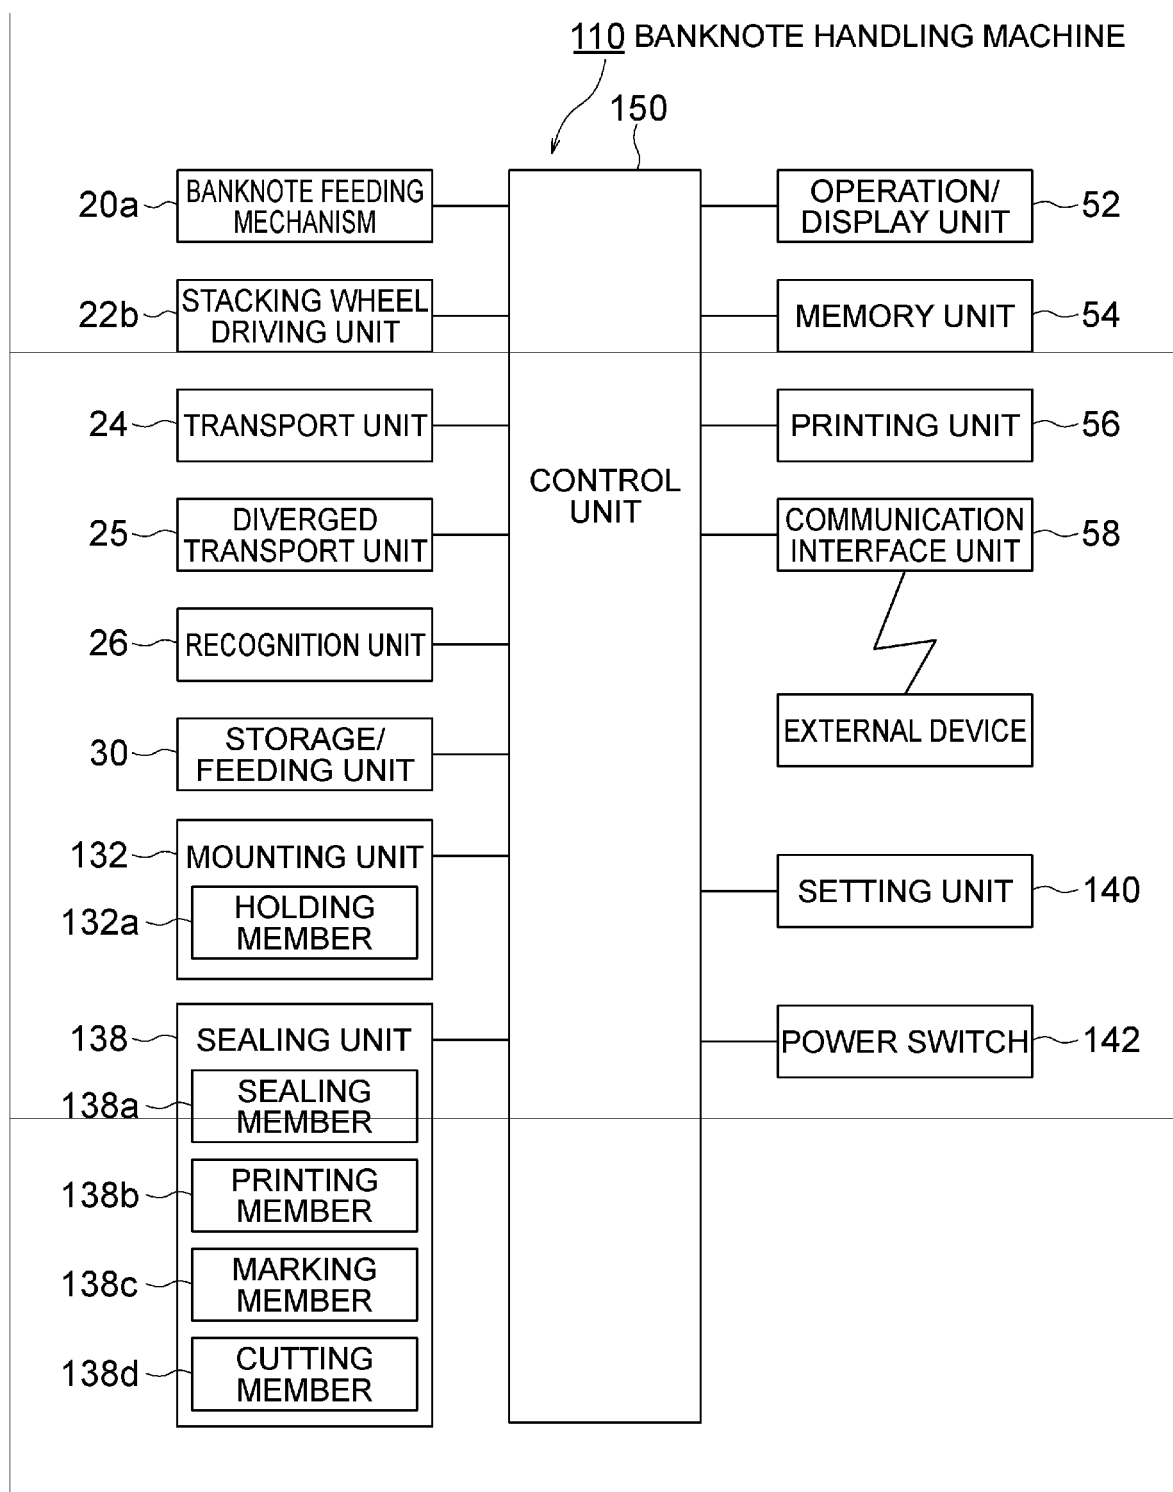 110 BANKNOTE HANDLING MACHINE
150
20a
BANKNOTE FEEDING
MECHANISM
22b
STACKING WHEEL
DRIVING UNIT
24
TRANSPORT UNIT
25
DIVERGED
TRANSPORT UNIT
26
RECOGNITION UNIT
30
STORAGE/
FEEDING UNIT
132
MOUNTING UNIT
132a
HOLDING
MEMBER
138
SEALING UNIT
138a
SEALING
MEMBER
138b
PRINTING
MEMBER
138c
MARKING
MEMBER
138d
CUTTING
MEMBER
CONTROL
UNIT
OPERATION/
DISPLAY UNIT
52
MEMORY UNIT
54
PRINTING UNIT
56
COMMUNICATION
INTERFACE UNIT
58
EXTERNAL DEVICE
SETTING UNIT
140
POWER SWITCH
142